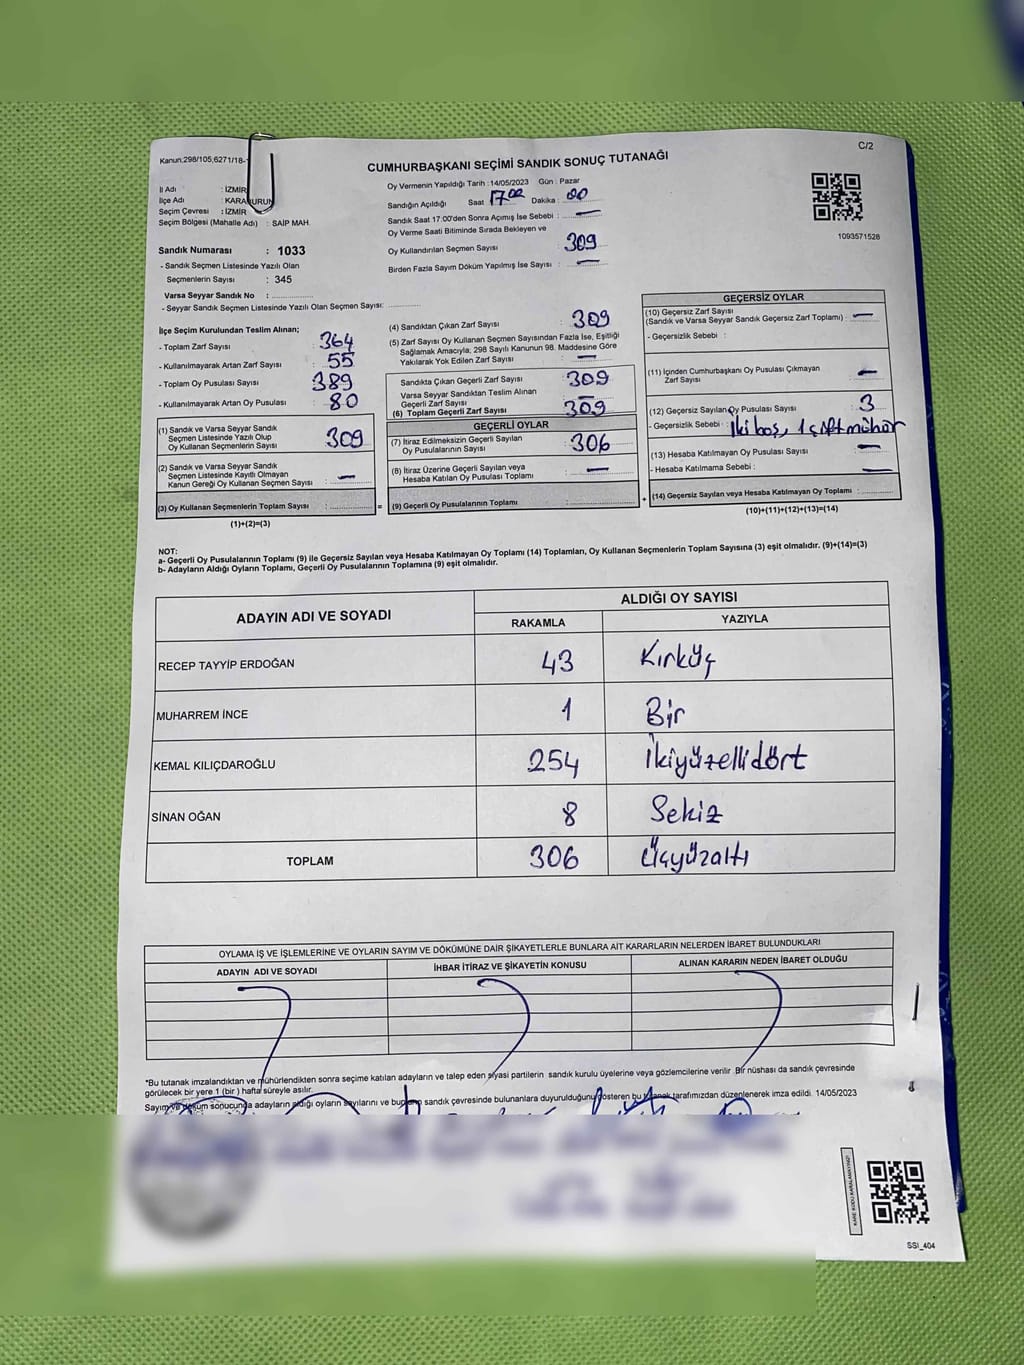 Kanun:298/105,6271/18-
C/2
CUMHURBAŞKANI SEÇİMİ SANDIK SONUÇ TUTANAĞI
İl Adı : İZMİR
İlçe Adı : KARABURUN
Seçim Çevresi : İZMİR
Seçim Bölgesi (Mahalle Adı) : SAİP MAH.
Sandık Numarası : 1033
- Sandık Seçmen Listesinde Yazılı Olan
Seçmenlerin Sayısı : 345
Varsa Seyyar Sandık No :
- Seyyar Sandık Seçmen Listesinde Yazılı Olan Seçmen Sayısı:
Oy Vermenin Yapıldığı Tarih :14/05/2023 Gün : Pazar
Sandığın Açıldığı Saat 17.00 Dakika : 00
Sandık Saat 17:00'den Sonra Açımış İse Sebebi : —
Oy Verme Saati Bitiminde Sırada Bekleyen ve
Oy Kullandırılan Seçmen Sayısı 309
Birden Fazla Sayım Döküm Yapılmış İse Sayısı : —
1093571528
İlçe Seçim Kurulundan Teslim Alınan;
- Toplam Zarf Sayısı : 364
- Kullanılmayarak Artan Zarf Sayısı : 55
- Toplam Oy Pusulası Sayısı : 389
- Kullanılmayarak Artan Oy Pusulası : 80
(1) Sandık ve Varsa Seyyar Sandık
Seçmen Listesinde Yazılı Olup
Oy Kullanan Seçmenlerin Sayısı 309
(2) Sandık ve Varsa Seyyar Sandık
Seçmen Listesinde Kayıtlı Olmayan
Kanun Gereği Oy Kullanan Seçmen Sayısı : —
(3) Oy Kullanan Seçmenlerin Toplam Sayısı :
(1)+(2)=(3)
(4) Sandıktan Çıkan Zarf Sayısı : 309
(5) Zarf Sayısı Oy Kullanan Seçmen Sayısından Fazla İse, Eşitliği
Sağlamak Amacıyla, 298 Sayılı Kanunun 98. Maddesine Göre
Yakılarak Yok Edilen Zarf Sayısı : —
Sandıkta Çıkan Geçerli Zarf Sayısı : 309
Varsa Seyyar Sandıktan Teslim Alınan
Geçerli Zarf Sayısı : —
(6) Toplam Geçerli Zarf Sayısı : 309
GEÇERLİ OYLAR
(7) İtiraz Edilmeksizin Geçerli Sayılan
Oy Pusulalarının Sayısı : 306
(8) İtiraz Üzerine Geçerli Sayılan veya
Hesaba Katılan Oy Pusulası Toplamı : —
(9) Geçerli Oy Pusulalarının Toplamı :
GEÇERSİZ OYLAR
(10) Geçersiz Zarf Sayısı
(Sandık ve Varsa Seyyar Sandık Geçersiz Zarf Toplamı) : —
- Geçersizlik Sebebi :
(11) İçinden Cumhurbaşkanı Oy Pusulası Çıkmayan
Zarf Sayısı : —
(12) Geçersiz Sayılan Oy Pusulası Sayısı : 3
- Geçersizlik Sebebi : İki boş, 1 çift mühür
(13) Hesaba Katılmayan Oy Pusulası Sayısı : —
- Hesaba Katılmama Sebebi : —
(14) Geçersiz Sayılan veya Hesaba Katılmayan Oy Toplamı :
(10)+(11)+(12)+(13)=(14)
NOT:
a- Geçerli Oy Pusulalarının Toplamı (9) ile Geçersiz Sayılan veya Hesaba Katılmayan Oy Toplamı (14) Toplamları, Oy Kullanan Seçmenlerin Toplam Sayısına (3) eşit olmalıdır. (9)+(14)=(3)
b- Adayların Aldığı Oyların Toplamı, Geçerli Oy Pusulalarının Toplamına (9) eşit olmalıdır.
ADAYIN ADI VE SOYADI
ALDIĞI OY SAYISI
RAKAMLA YAZIYLA
RECEP TAYYİP ERDOĞAN 43 Kırküç
MUHARREM İNCE 1 Bir
KEMAL KILIÇDAROĞLU 254 İkiyüzellidört
SİNAN OĞAN 8 Sekiz
TOPLAM 306 Üçyüzaltı
OYLAMA İŞ VE İŞLEMLERİNE VE OYLARIN SAYIM VE DÖKÜMÜNE DAİR ŞİKAYETLERLE BUNLARA AİT KARARLARIN NELERDEN İBARET BULUNDUKLARI
ADAYIN ADI VE SOYADI İHBAR İTİRAZ VE ŞİKAYETİN KONUSU ALINAN KARARIN NEDEN İBARET OLDUĞU
*Bu tutanak imzalandıktan ve mühürlendikten sonra seçime katılan adayların ve talep eden siyasi partilerin sandık kurulu üyelerine veya gözlemcilerine verilir .Bir nüshası da sandık çevresinde
görülecek bir yere 1 (bir ) hafta süreyle asılır.
Sayım ve döküm sonucunda adayların aldığı oyların sayılarını ve sandık çevresinde bulunanlara duyurulduğunu gösteren bu tutanak tarafımızdan düzenlenerek imza edildi. 14/05/2023
SSI_404